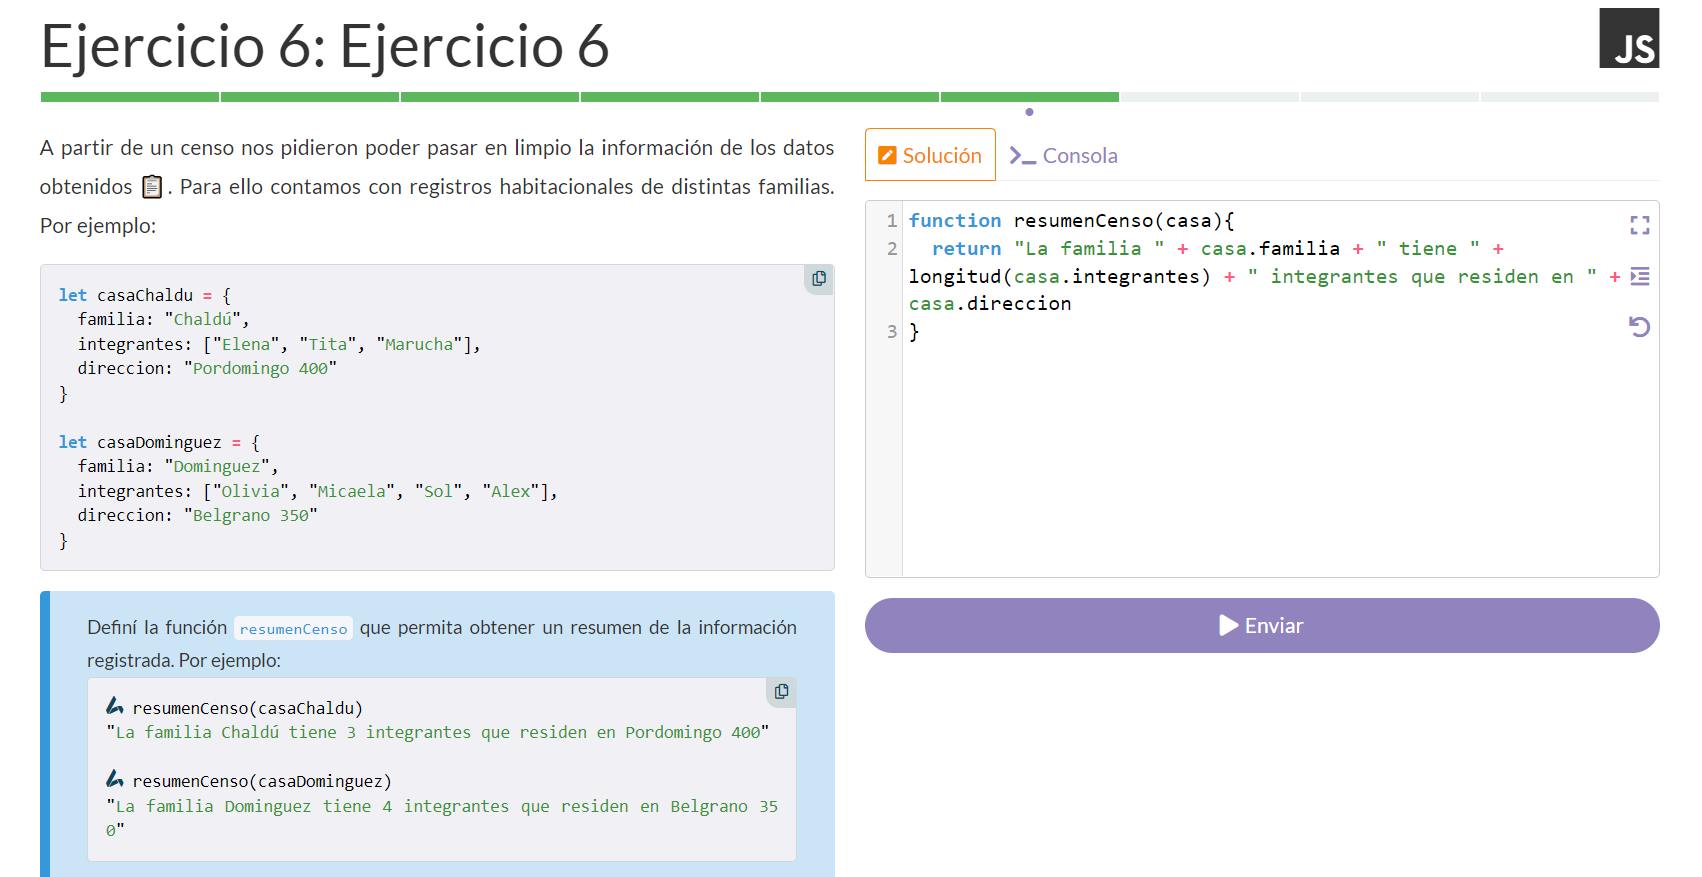 Ejercicio 6: Ejercicio 6
JS
A partir de un censo nos pidieron poder pasar en limpio la información de los datos
obtenidos 📋. Para ello contamos con registros habitacionales de distintas familias.
Por ejemplo:
let casaChaldu = {
  familia: "Chaldú",
  integrantes: ["Elena", "Tita", "Marucha"],
  direccion: "Pordomingo 400"
}
let casaDominguez = {
  familia: "Dominguez",
  integrantes: ["Olivia", "Micaela", "Sol", "Alex"],
  direccion: "Belgrano 350"
}
Definí la función resumenCenso que permita obtener un resumen de la información
registrada. Por ejemplo:
resumenCenso(casaChaldu)
"La familia Chaldú tiene 3 integrantes que residen en Pordomingo 400"
resumenCenso(casaDominguez)
"La familia Dominguez tiene 4 integrantes que residen en Belgrano 35
0"
Solución
Consola
1 function resumenCenso(casa){
2   return "La familia " + casa.familia + " tiene " +
longitud(casa.integrantes) + " integrantes que residen en " +
casa.direccion
3 }
Enviar